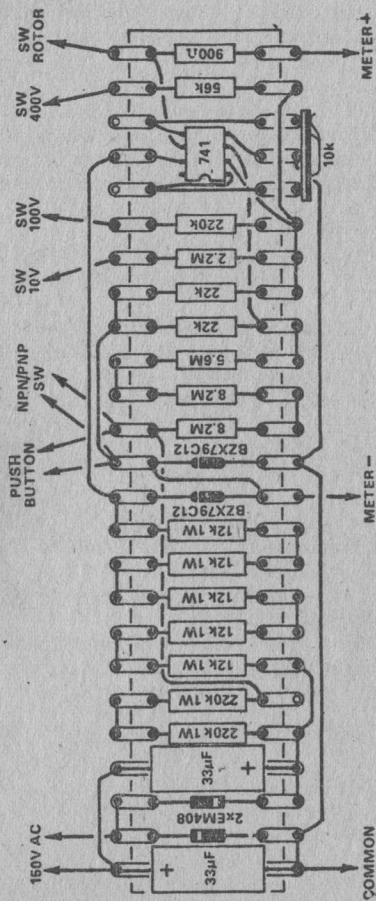 SW
ROTOR
SW
400V
SW
100V
SW
10V
NPN/PNP
SW
PUSH
BUTTON
150V AC
900Ω
56k
741
10k
220k
2.2M
22k
22k
5.6M
8.2M
8.2M
BZX79C12
BZX79C12
12k 1W
12k 1W
12k 1W
12k 1W
12k 1W
220k 1W
220k 1W
+
33µF
2xEM408
+
33µF
METER+
METER-
COMMON